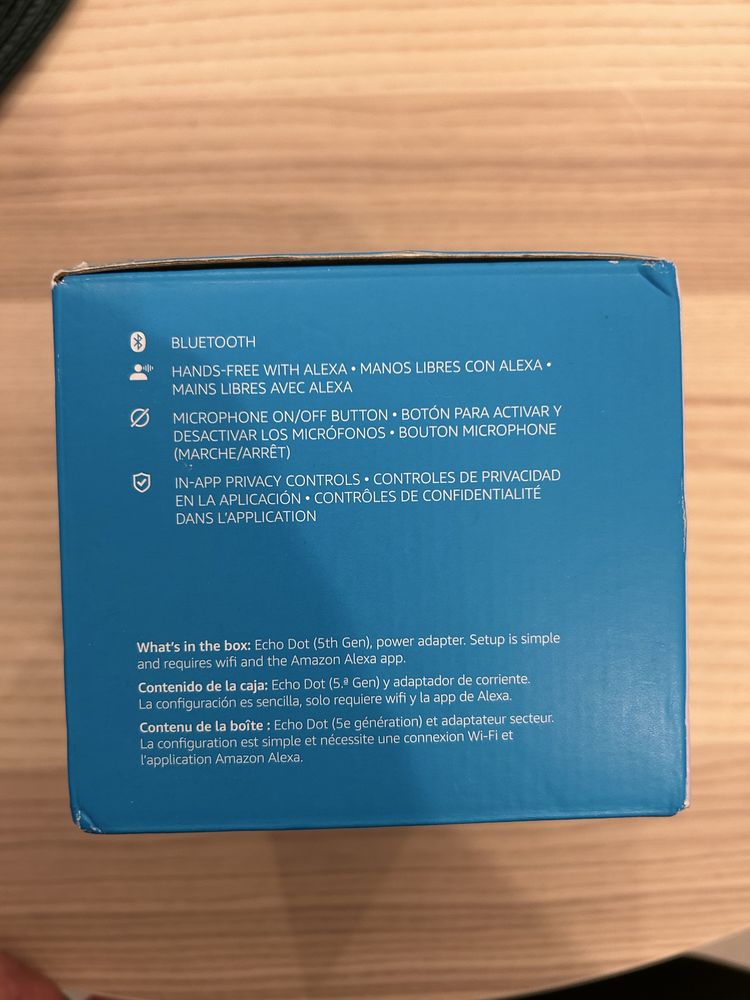 BLUETOOTH
HANDS-FREE WITH ALEXA • MANOS LIBRES CON ALEXA •
MAINS LIBRES AVEC ALEXA
MICROPHONE ON/OFF BUTTON • BOTÓN PARA ACTIVAR Y
DESACTIVAR LOS MICRÓFONOS • BOUTON MICROPHONE
(MARCHE/ARRÊT)
IN-APP PRIVACY CONTROLS • CONTROLES DE PRIVACIDAD
EN LA APLICACIÓN • CONTRÔLES DE CONFIDENTIALITÉ
DANS L'APPLICATION
What's in the box: Echo Dot (5th Gen), power adapter. Setup is simple
and requires wifi and the Amazon Alexa app.
Contenido de la caja: Echo Dot (5.ª Gen) y adaptador de corriente.
La configuración es sencilla, solo requiere wifi y la app de Alexa.
Contenu de la boîte : Echo Dot (5e génération) et adaptateur secteur.
La configuration est simple et nécessite une connexion Wi-Fi et
l'application Amazon Alexa.